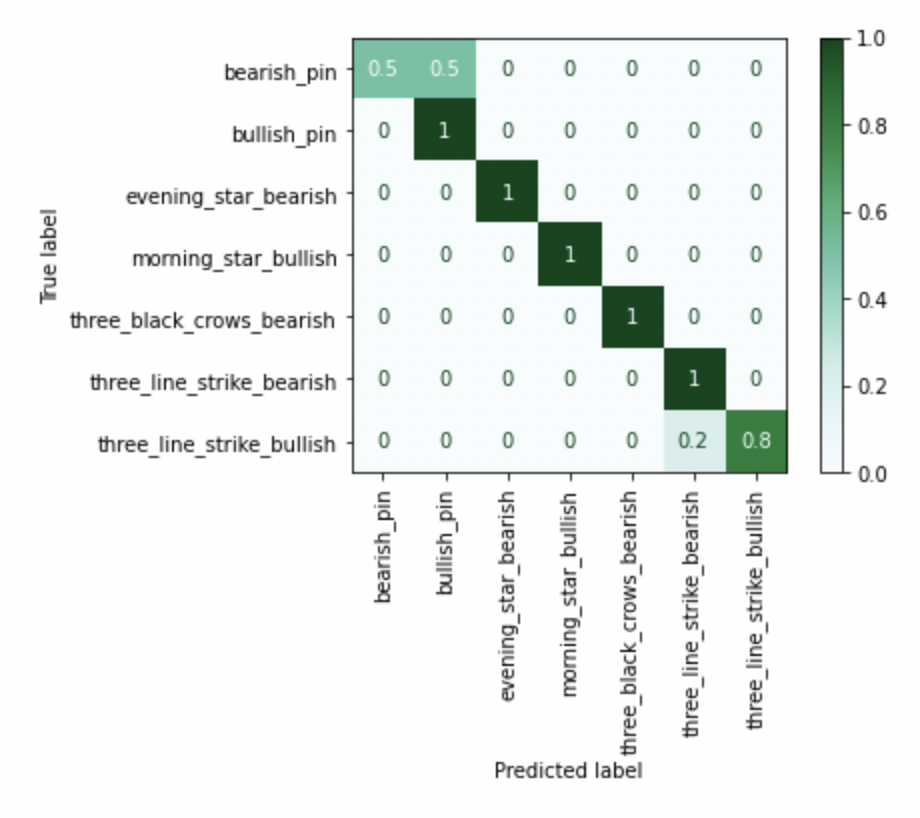 True label
bearish_pin 0.5 0.5 0 0 0 0 0
bullish_pin 0 1 0 0 0 0 0
evening_star_bearish 0 0 1 0 0 0 0
morning_star_bullish 0 0 0 1 0 0 0
three_black_crows_bearish 0 0 0 0 1 0 0
three_line_strike_bearish 0 0 0 0 0 1 0
three_line_strike_bullish 0 0 0 0 0 0.2 0.8
bearish_pin
bullish_pin
evening_star_bearish
morning_star_bullish
three_black_crows_bearish
three_line_strike_bearish
three_line_strike_bullish
Predicted label
1.0
0.8
0.6
0.4
0.2
0.0